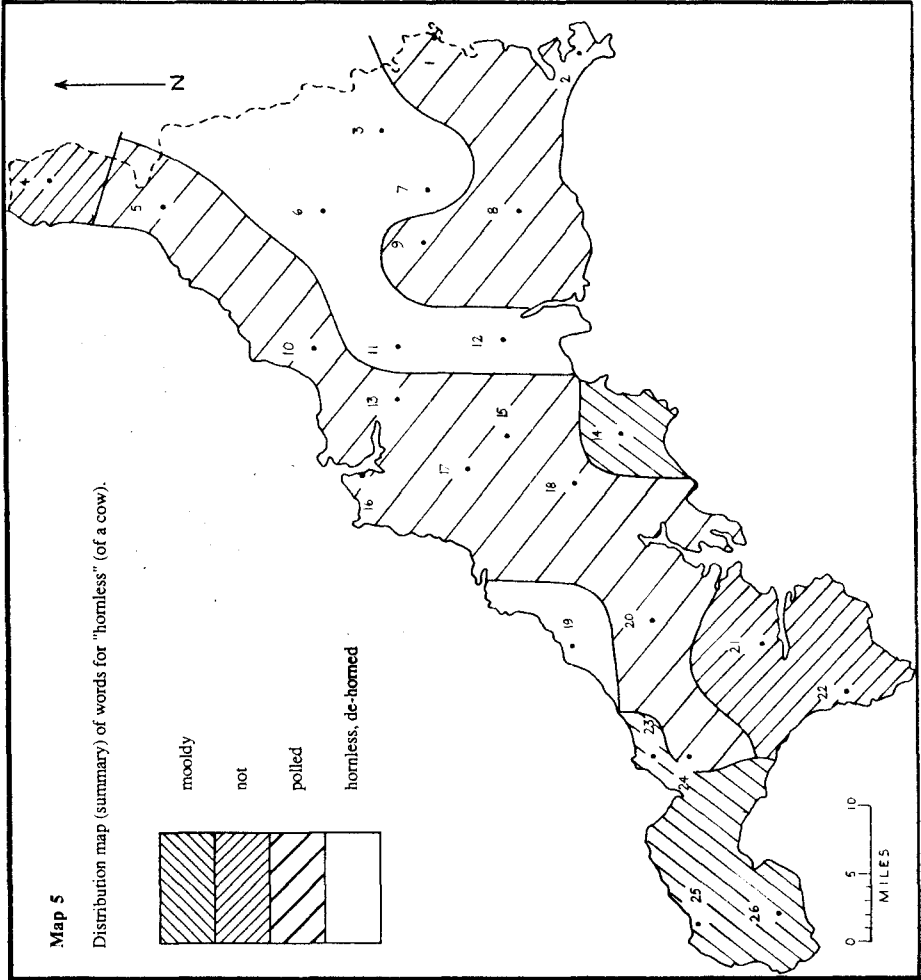 Map 5
Distribution map (summary) of words for "hornless" (of a cow).
mooldy
not
polled
hornless, de-horned
N
1
2
3
4
5
6
7
8
9
10
11
12
13
14
15
16
17
18
19
20
21
22
23
24
25
26
0 5 10
MILES